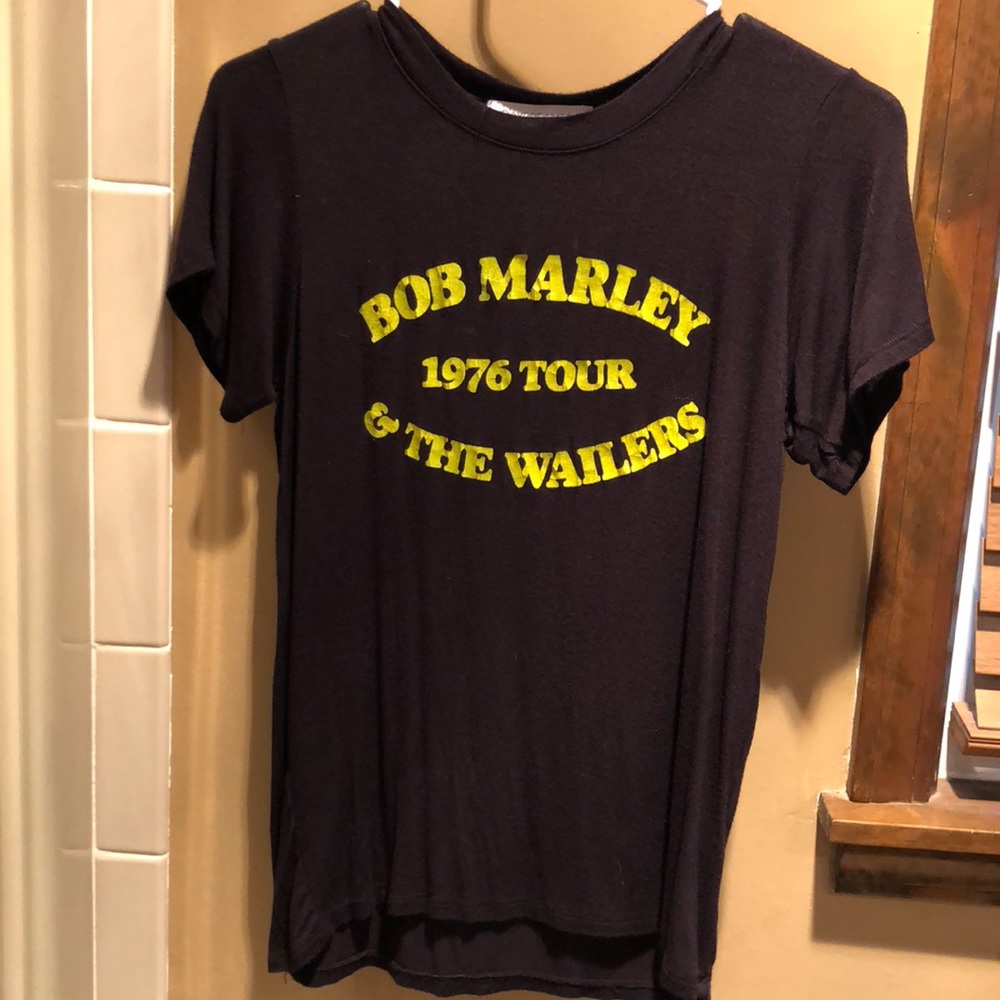 BOB MARLEY
1976 TOUR
& THE WAILERS